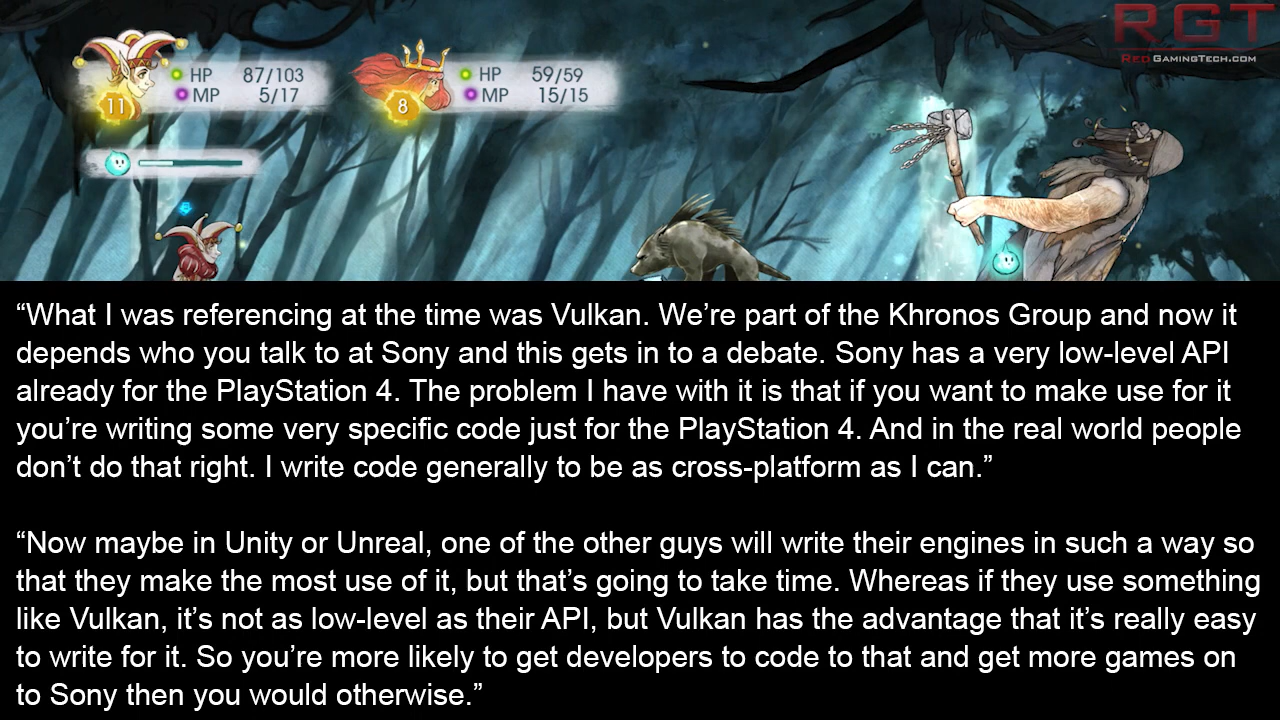 RGT
RedGamingTech.com
HP 87/103
MP 5/17
11
HP 59/59
MP 15/15
8
“What I was referencing at the time was Vulkan. We’re part of the Khronos Group and now it
depends who you talk to at Sony and this gets in to a debate. Sony has a very low-level API
already for the PlayStation 4. The problem I have with it is that if you want to make use for it
you’re writing some very specific code just for the PlayStation 4. And in the real world people
don’t do that right. I write code generally to be as cross-platform as I can.”
“Now maybe in Unity or Unreal, one of the other guys will write their engines in such a way so
that they make the most use of it, but that’s going to take time. Whereas if they use something
like Vulkan, it’s not as low-level as their API, but Vulkan has the advantage that it’s really easy
to write for it. So you’re more likely to get developers to code to that and get more games on
to Sony then you would otherwise.”